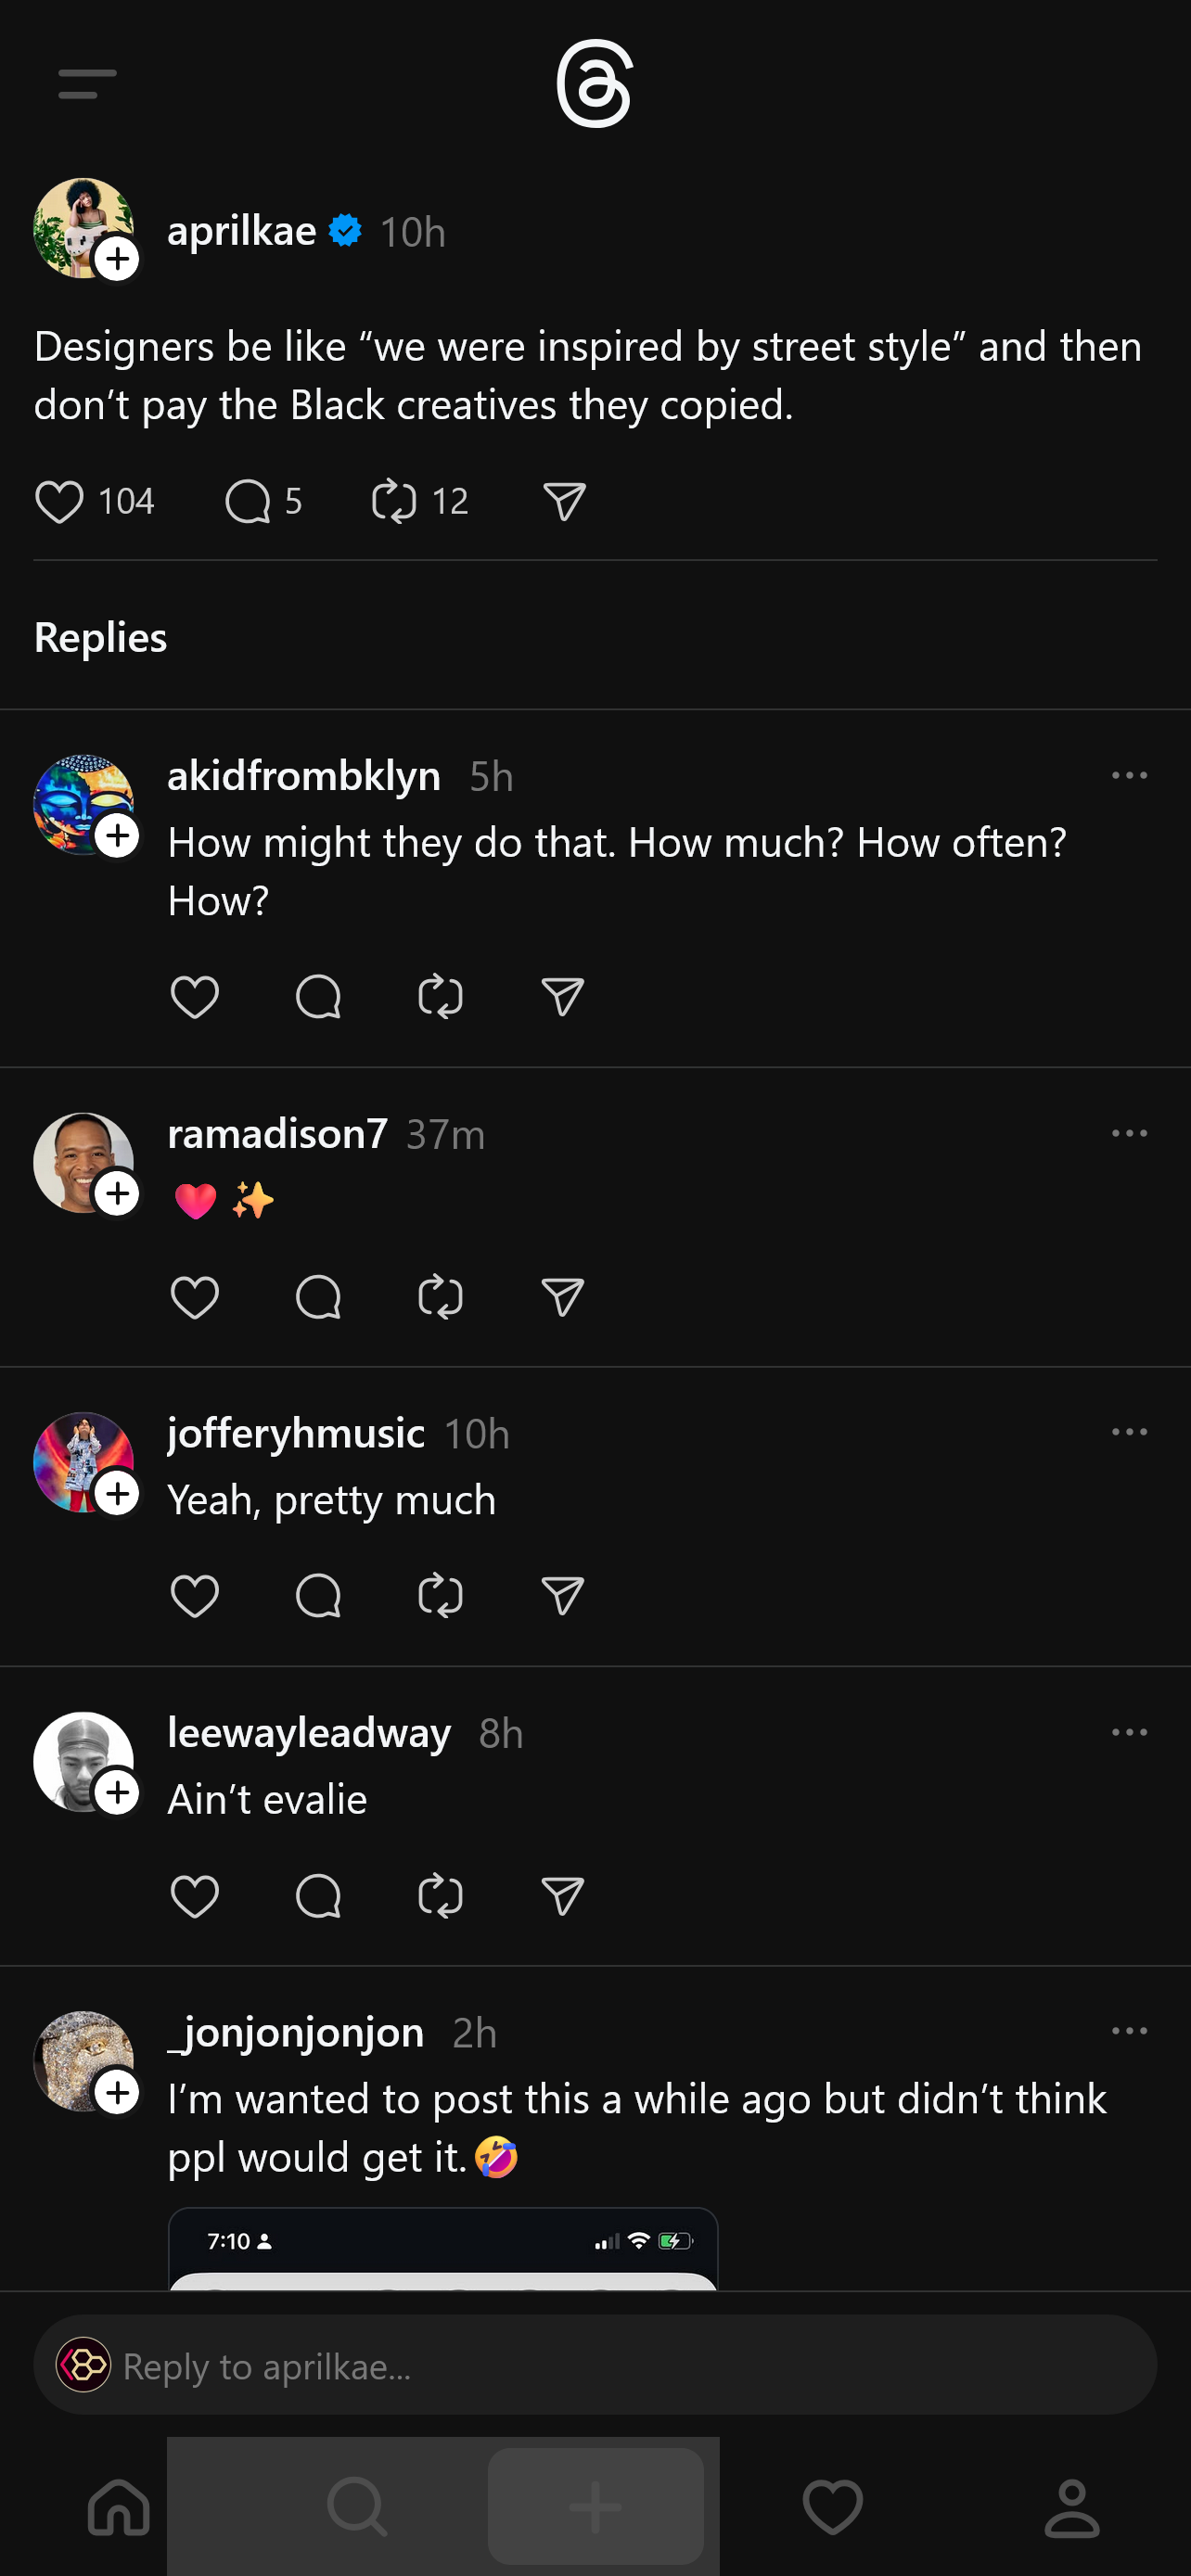 aprilkae 10h
Designers be like “we were inspired by street style” and then
don’t pay the Black creatives they copied.
104 5 12
Replies
akidfrombklyn 5h
How might they do that. How much? How often?
How?
ramadison7 37m
❤️ ✨
jofferyhmusic 10h
Yeah, pretty much
leewayleadway 8h
Ain’t evalie
_jonjonjonjon 2h
I’m wanted to post this a while ago but didn’t think
ppl would get it.🤣
7:10
Reply to aprilkae...